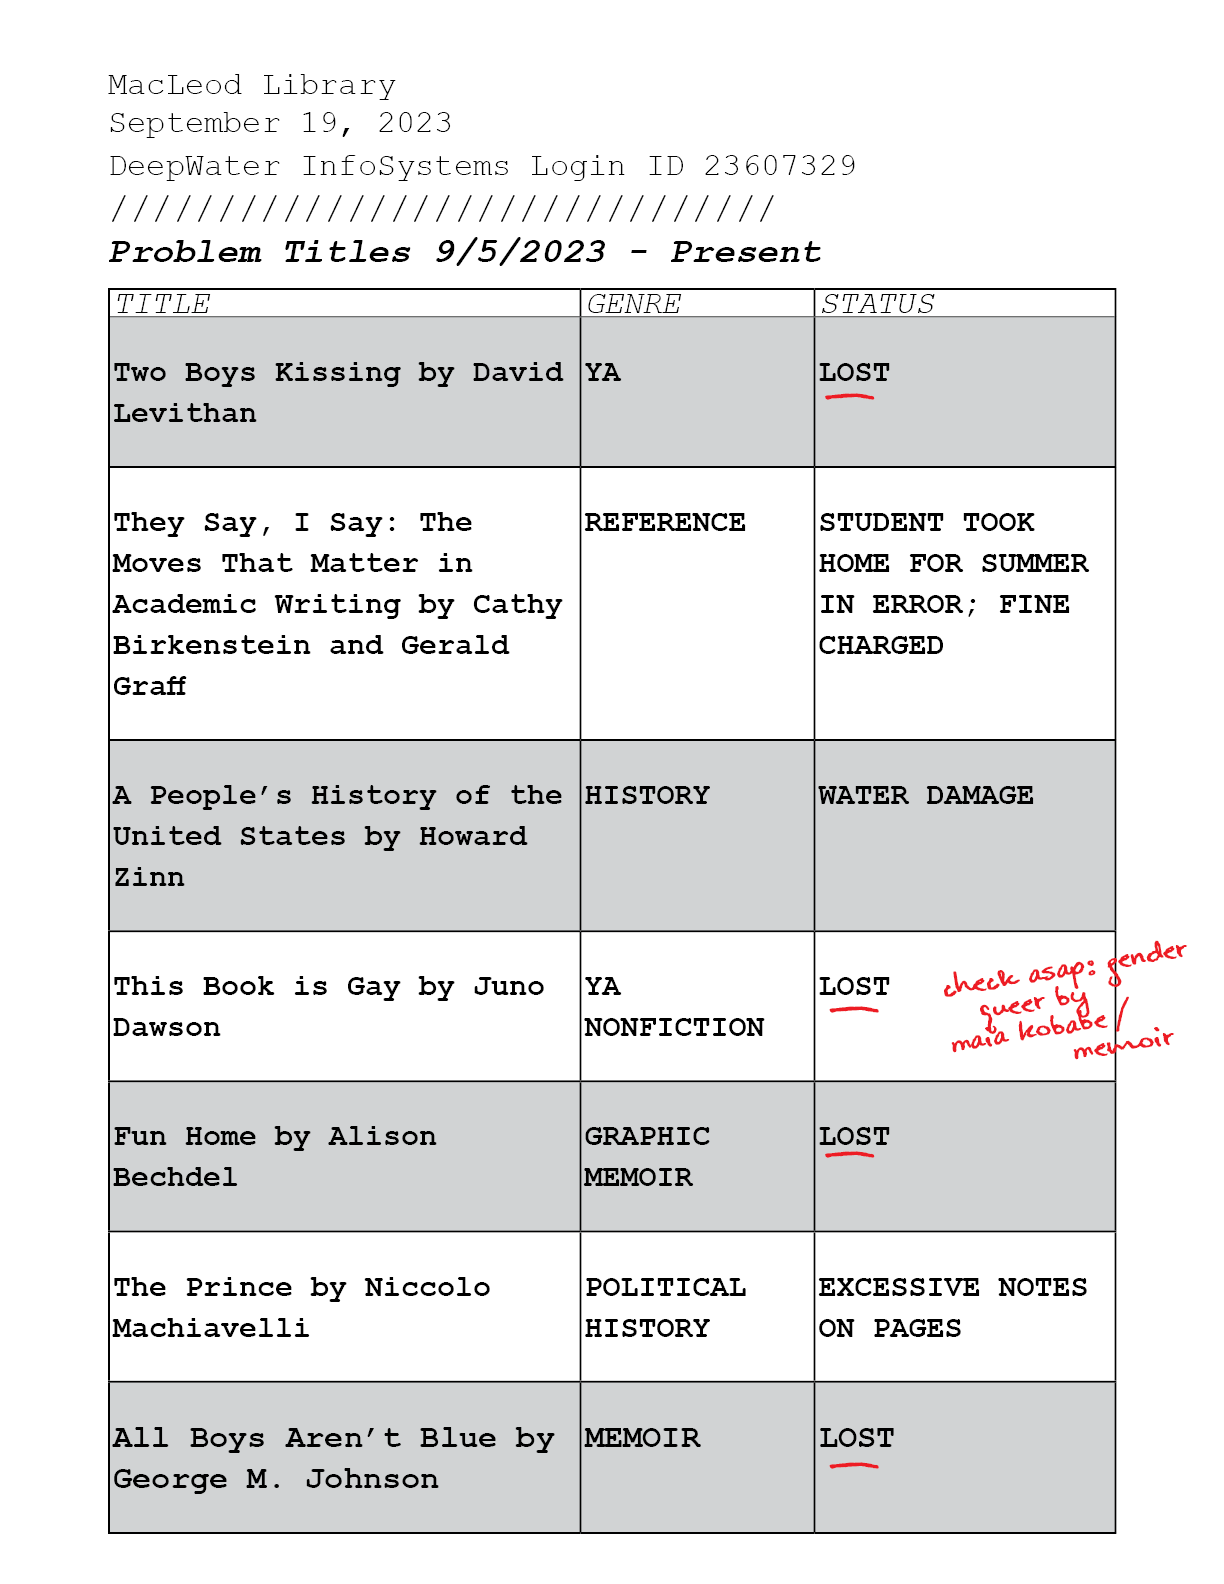 MacLeod Library
September 19, 2023
DeepWater InfoSystems Login ID 23607329
///////////////////////////////
Problem Titles 9/5/2023 - Present
TITLE GENRE STATUS
Two Boys Kissing by David YA LOST
Levithan
They Say, I Say: The REFERENCE STUDENT TOOK
Moves That Matter in HOME FOR SUMMER
Academic Writing by Cathy IN ERROR; FINE
Birkenstein and Gerald CHARGED
Graff
A People’s History of the HISTORY WATER DAMAGE
United States by Howard
Zinn
This Book is Gay by Juno YA LOST
Dawson NONFICTION
check asap: gender
queer by
maia kobabe /
memoir
Fun Home by Alison GRAPHIC LOST
Bechdel MEMOIR
The Prince by Niccolo POLITICAL EXCESSIVE NOTES
Machiavelli HISTORY ON PAGES
All Boys Aren’t Blue by MEMOIR LOST
George M. Johnson